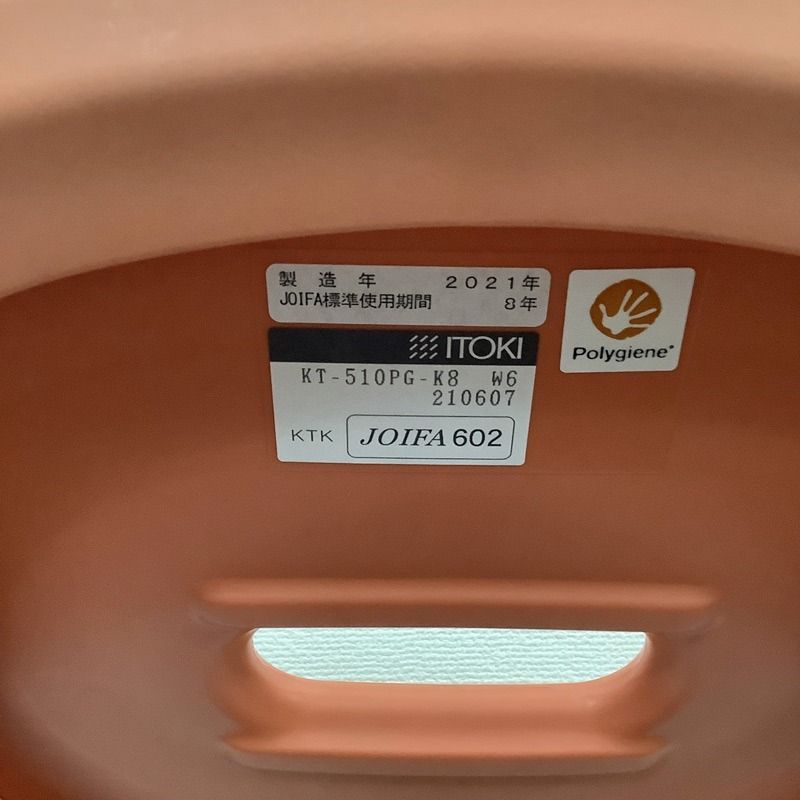 製造年 2021年
JOIFA標準使用期間 8年
ITOKI
KT-510PG-K8 W6
210607
KTK JOIFA 602
Polygiene®